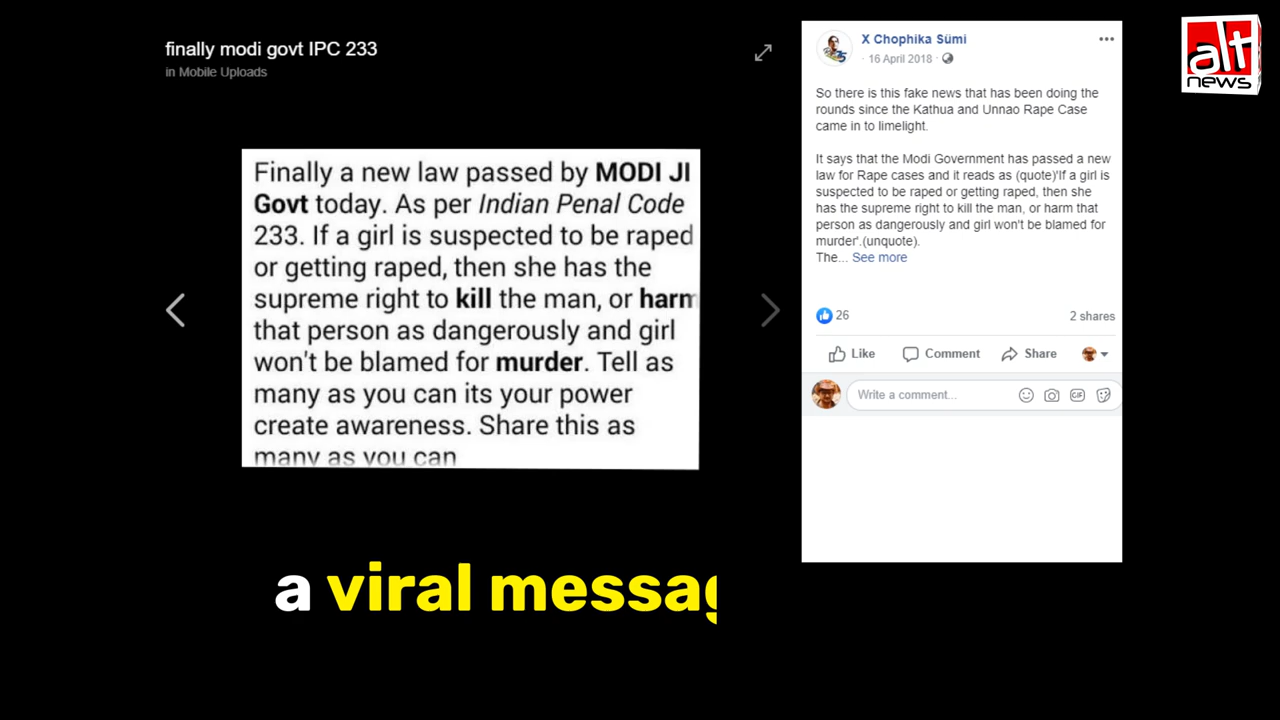 finally modi govt IPC 233
in Mobile Uploads
Finally a new law passed by MODI JI
Govt today. As per Indian Penal Code
233. If a girl is suspected to be raped
or getting raped, then she has the
supreme right to kill the man, or harm
that person as dangerously and girl
won't be blamed for murder. Tell as
many as you can its your power
create awareness. Share this as
many as you can
a viral messag
X Chophika Sümi
16 April 2018
So there is this fake news that has been doing the
rounds since the Kathua and Unnao Rape Case
came in to limelight.
It says that the Modi Government has passed a new
law for Rape cases and it reads as (quote)'If a girl is
suspected to be raped or getting raped, then she
has the supreme right to kill the man, or harm that
person as dangerously and girl won't be blamed for
murder'.(unquote).
The... See more
26
2 shares
Like Comment Share
Write a comment...
GIF
alt
news